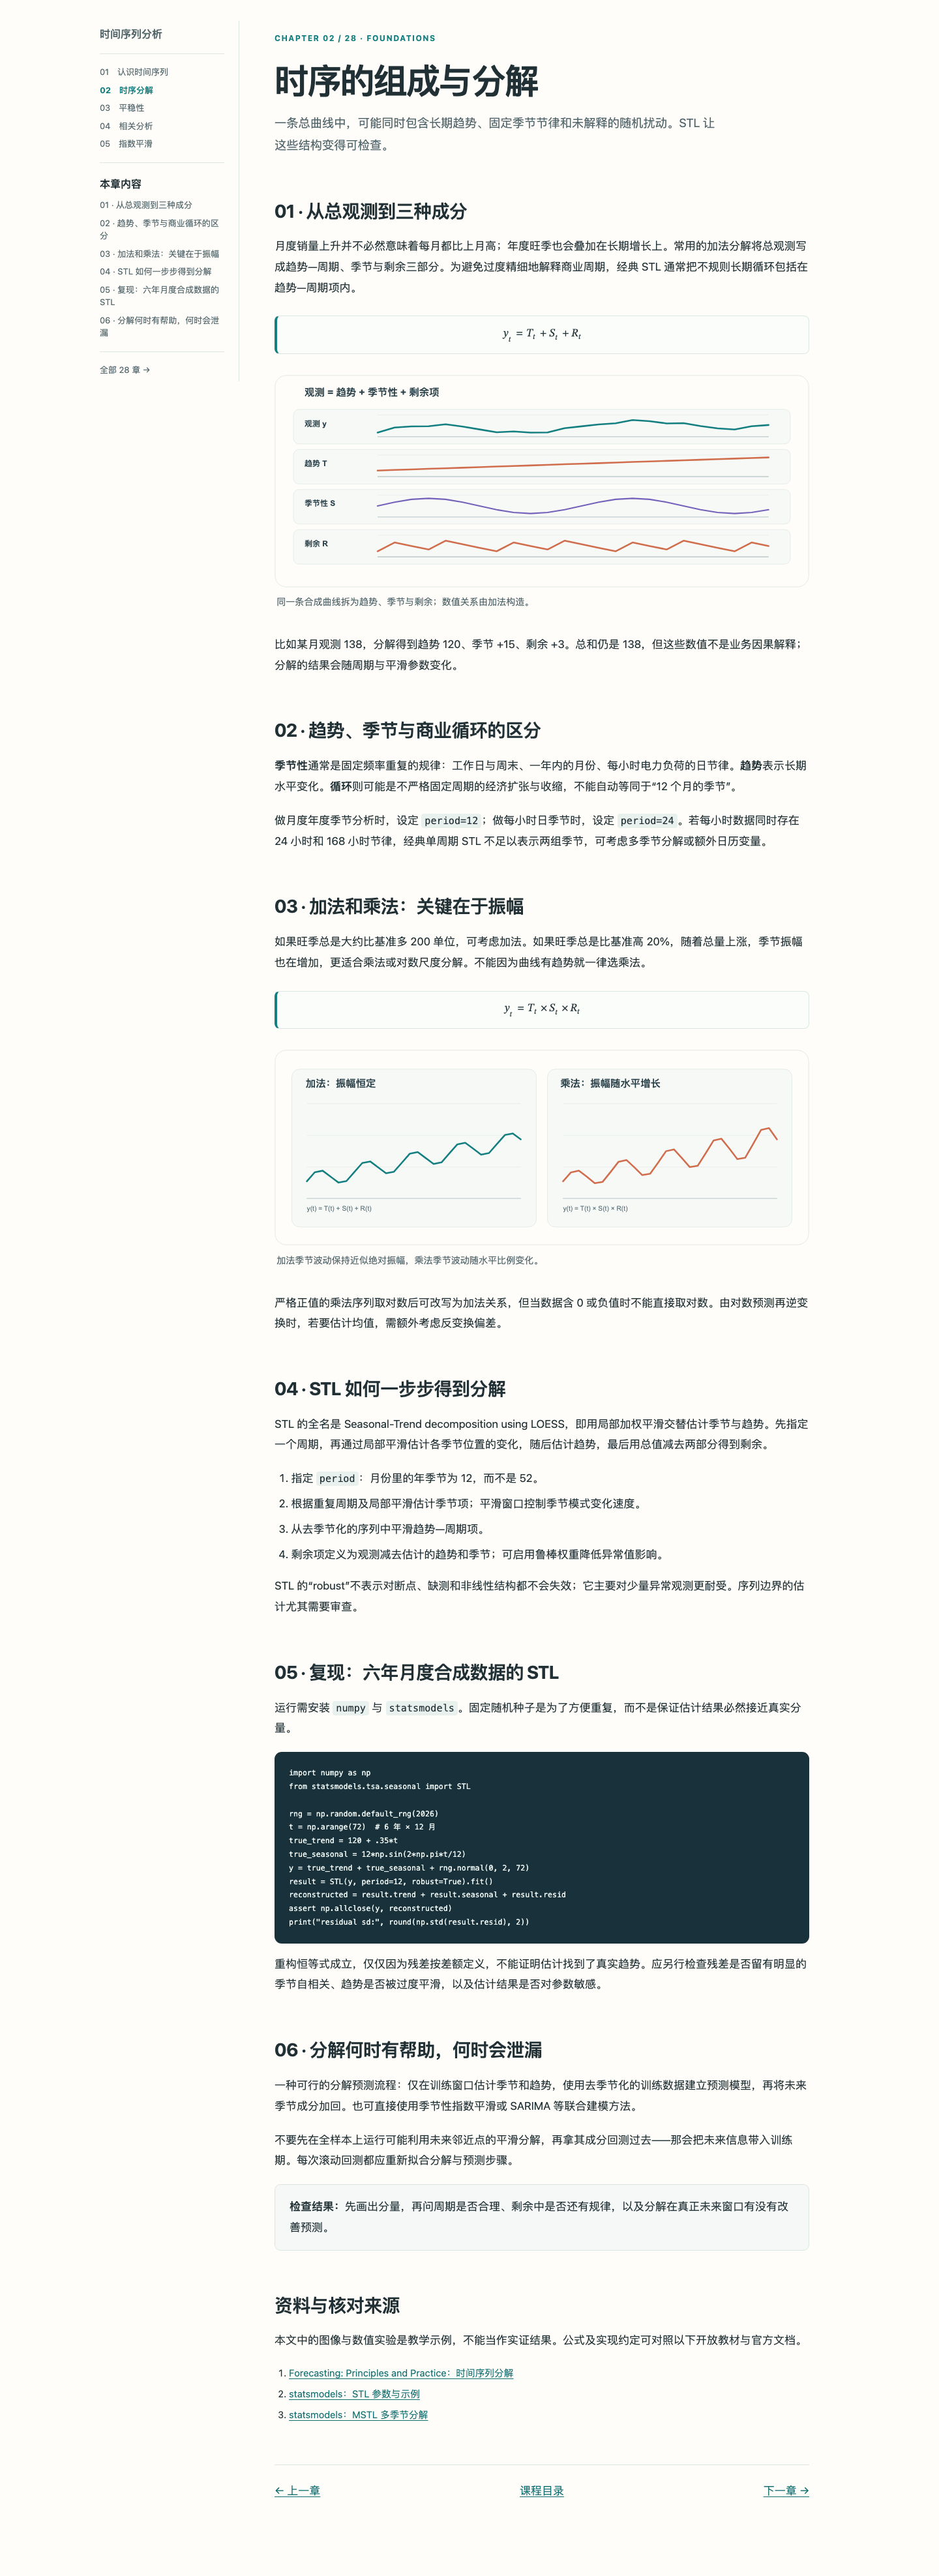 时间序列分析
01 认识时间序列
02 时序分解
03 平稳性
04 相关分析
05 指数平滑
本章内容
01 · 从总观测到三种成分
02 · 趋势、季节与商业循环的区
分
03 · 加法和乘法：关键在于振幅
04 · STL 如何一步步得到分解
05 · 复现：六年月度合成数据的
STL
06 · 分解何时有帮助，何时会泄
漏
全部 28 章 →
CHAPTER 02 / 28 · FOUNDATIONS
时序的组成与分解
一条总曲线中，可能同时包含长期趋势、固定季节节律和未解释的随机扰动。STL 让
这些结构变得可检查。
01 · 从总观测到三种成分
月度销量上升并不必然意味着每月都比上月高；年度旺季也会叠加在长期增长上。常用的加法分解将总观测写
成趋势—周期、季节与剩余三部分。为避免过度精细地解释商业周期，经典 STL 通常把不规则长期循环包括在
趋势—周期项内。
y_t = T_t + S_t + R_t
观测 = 趋势 + 季节性 + 剩余项
观测 y
趋势 T
季节性 S
剩余 R
同一条合成曲线拆为趋势、季节与剩余；数值关系由加法构造。
比如某月观测 138，分解得到趋势 120、季节 +15、剩余 +3。总和仍是 138，但这些数值不是业务因果解释；
分解的结果会随周期与平滑参数变化。
02 · 趋势、季节与商业循环的区分
季节性通常是固定频率重复的规律：工作日与周末、一年内的月份、每小时电力负荷的日节律。趋势表示长期
水平变化。循环则可能是不严格固定周期的经济扩张与收缩，不能自动等同于“12 个月的季节”。
做月度年度季节分析时，设定 period=12；做每小时日季节时，设定 period=24。若每小时数据同时存在
24 小时和 168 小时节律，经典单周期 STL 不足以表示两组季节，可考虑多季节分解或额外日历变量。
03 · 加法和乘法：关键在于振幅
如果旺季总是大约比基准多 200 单位，可考虑加法。如果旺季总是比基准高 20%，随着总量上涨，季节振幅
也在增加，更适合乘法或对数尺度分解。不能因为曲线有趋势就一律选乘法。
y_t = T_t × S_t × R_t
加法：振幅恒定
y(t) = T(t) + S(t) + R(t)
乘法：振幅随水平增长
y(t) = T(t) × S(t) × R(t)
加法季节波动保持近似绝对振幅，乘法季节波动随水平比例变化。
严格正值的乘法序列取对数后可改写为加法关系，但当数据含 0 或负值时不能直接取对数。由对数预测再逆变
换时，若要估计均值，需额外考虑反变换偏差。
04 · STL 如何一步步得到分解
STL 的全名是 Seasonal-Trend decomposition using LOESS，即用局部加权平滑交替估计季节与趋势。先指定
一个周期，再通过局部平滑估计各季节位置的变化，随后估计趋势，最后用总值减去两部分得到剩余。
1. 指定 period：月份里的年季节为 12，而不是 52。
2. 根据重复周期及局部平滑估计季节项；平滑窗口控制季节模式变化速度。
3. 从去季节化的序列中平滑趋势—周期项。
4. 剩余项定义为观测减去估计的趋势和季节；可启用鲁棒权重降低异常值影响。
STL 的“robust”不表示对断点、缺测和非线性结构都不会失效；它主要对少量异常观测更耐受。序列边界的估
计尤其需要审查。
05 · 复现：六年月度合成数据的 STL
运行需安装 numpy 与 statsmodels。固定随机种子是为了方便重复，而不是保证估计结果必然接近真实分
量。
import numpy as np
from statsmodels.tsa.seasonal import STL
rng = np.random.default_rng(2026)
t = np.arange(72)  # 6 年 × 12 月
true_trend = 120 + .35*t
true_seasonal = 12*np.sin(2*np.pi*t/12)
y = true_trend + true_seasonal + rng.normal(0, 2, 72)
result = STL(y, period=12, robust=True).fit()
reconstructed = result.trend + result.seasonal + result.resid
assert np.allclose(y, reconstructed)
print("residual sd:", round(np.std(result.resid), 2))
重构恒等式成立，仅仅因为残差按差额定义，不能证明估计找到了真实趋势。应另行检查残差是否留有明显的
季节自相关、趋势是否被过度平滑，以及估计结果是否对参数敏感。
06 · 分解何时有帮助，何时会泄漏
一种可行的分解预测流程：仅在训练窗口估计季节和趋势，使用去季节化的训练数据建立预测模型，再将未来
季节成分加回。也可直接使用季节性指数平滑或 SARIMA 等联合建模方法。
不要先在全样本上运行可能利用未来邻近点的平滑分解，再拿其成分回测过去——那会把未来信息带入训练
期。每次滚动回测都应重新拟合分解与预测步骤。
检查结果：先画出分量，再问周期是否合理、剩余中是否还有规律，以及分解在真正未来窗口有没有改
善预测。
资料与核对来源
本文中的图像与数值实验是教学示例，不能当作实证结果。公式及实现约定可对照以下开放教材与官方文档。
1. Forecasting: Principles and Practice：时间序列分解
2. statsmodels：STL 参数与示例
3. statsmodels：MSTL 多季节分解
← 上一章
课程目录
下一章 →